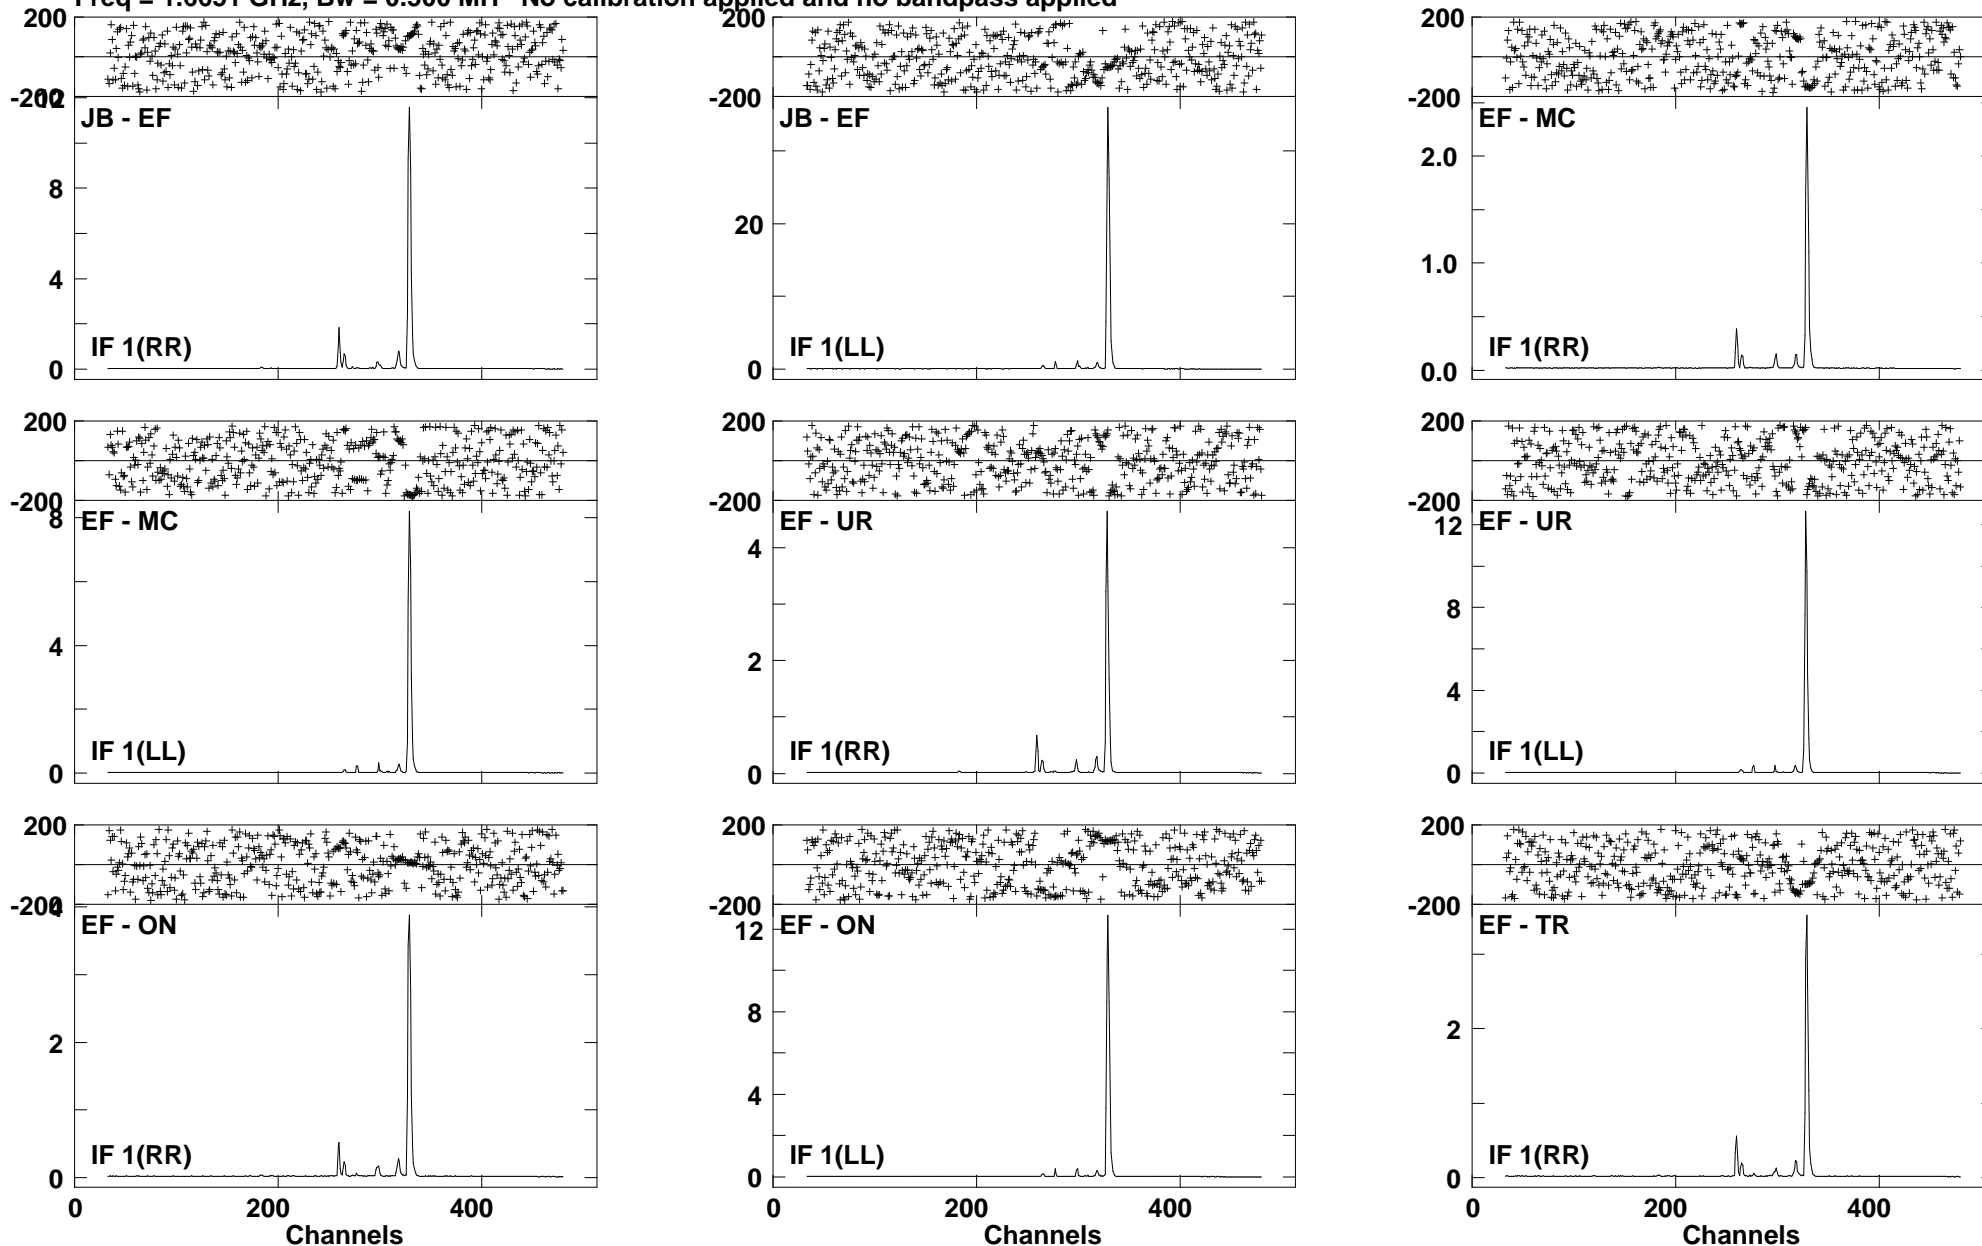 Freq = 1.6651 GHz, Bw = 0.500 MH No calibration applied and no bandpass applied
200 200 200
-200 -200 -200
12
JB - EF JB - EF EF - MC
8 20 2.0
4 1.0
0 0 0.0
IF 1(RR) IF 1(LL) IF 1(RR)
200 200 200
-200 -200 -200
8 12
EF - MC EF - UR EF - UR
4 4 8
2 4
0 0 0
IF 1(LL) IF 1(RR) IF 1(LL)
200 200 200
-200 -200 -200
4 12
EF - ON EF - ON EF - TR
2 8 2
4
0 0 0
IF 1(RR) IF 1(LL) IF 1(RR)
0 200 400 0 200 400 0 200 400
Channels Channels Channels